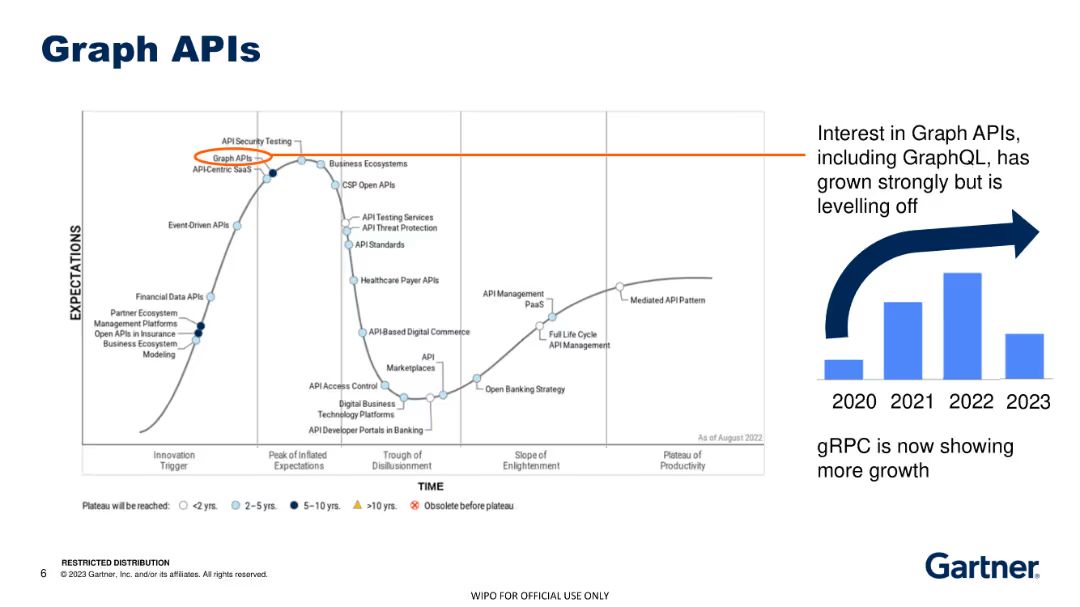 Graph APIs
API Security Testing
Graph APIs
API-Centric SaaS
Business Ecosystems
CSP Open APIs
API Testing Services
API Threat Protection
Event-Driven APIs
API Standards
Healthcare Payer APIs
Financial Data APIs
Partner Ecosystem
Management Platforms
Open APIs in Insurance
Business Ecosystem
Modeling
API-Based Digital Commerce
API
Marketplaces
API Access Control
Digital Business
Technology Platforms
API Developer Portals in Banking
Open Banking Strategy
API Management
PaaS
Full Life Cycle
API Management
Mediated API Pattern
EXPECTATIONS
As of August 2022
Innovation
Trigger
Peak of Inflated
Expectations
Trough of
Disillusionment
Slope of
Enlightenment
Plateau of
Productivity
TIME
Plateau will be reached: <2 yrs. 2–5 yrs. 5–10 yrs. >10 yrs. Obsolete before plateau
Interest in Graph APIs,
including GraphQL, has
grown strongly but is
levelling off
2020 2021 2022 2023
gRPC is now showing
more growth
RESTRICTED DISTRIBUTION
6 © 2023 Gartner, Inc. and/or its affiliates. All rights reserved.
Gartner®
WIPO FOR OFFICIAL USE ONLY